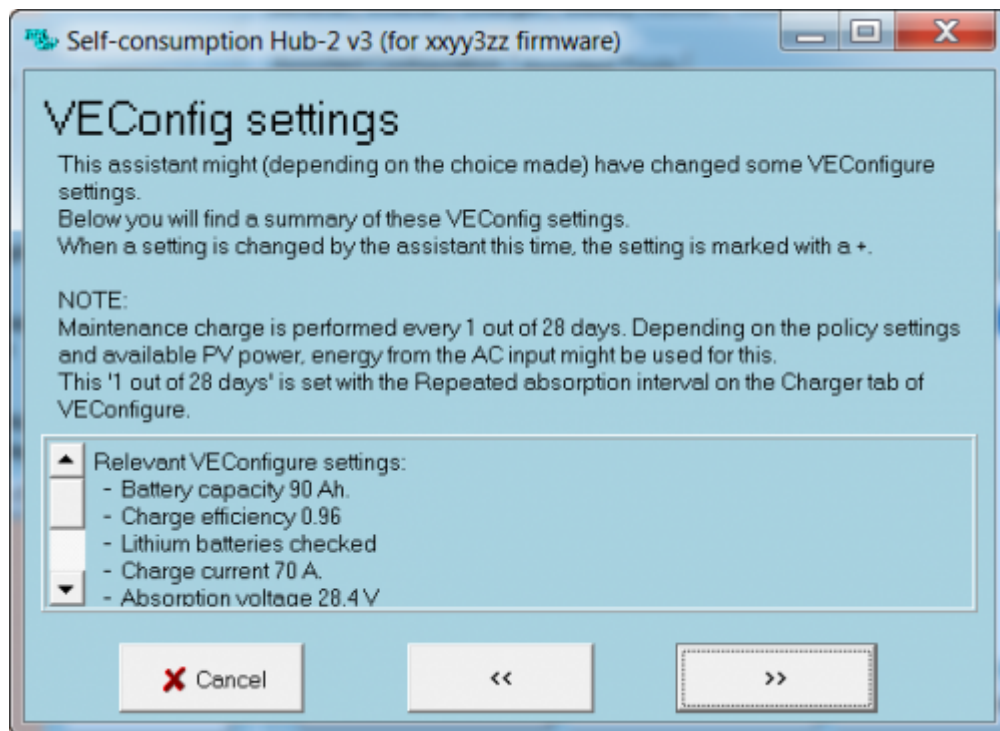 Self-consumption Hub-2 v3 (for xxyy3zz firmware)
VEConfig settings
This assistant might (depending on the choice made) have changed some VEConfigure
settings.
Below you will find a summary of these VEConfig settings.
When a setting is changed by the assistant this time, the setting is marked with a +.
NOTE:
Maintenance charge is performed every 1 out of 28 days. Depending on the policy settings
and available PV power, energy from the AC input might be used for this.
This '1 out of 28 days' is set with the Repeated absorption interval on the Charger tab of
VEConfigure.
Relevant VEConfigure settings:
- Battery capacity 90 Ah.
- Charge efficiency 0.96
- Lithium batteries checked
- Charge current 70 A.
- Absorption voltage 28.4 V
Cancel
<<
>>